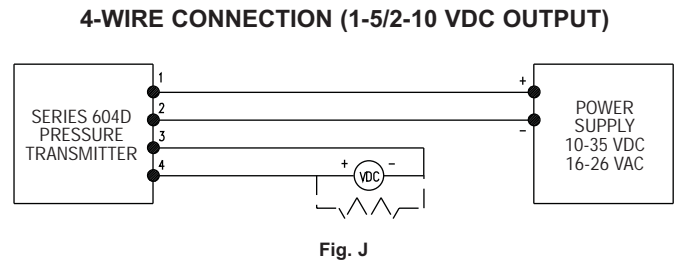 4-WIRE CONNECTION (1-5/2-10 VDC OUTPUT)
1
+
SERIES 604D
PRESSURE
TRANSMITTER
2
3
4
-
POWER
SUPPLY
10-35 VDC
16-26 VAC
+
VDC
-
Fig. J